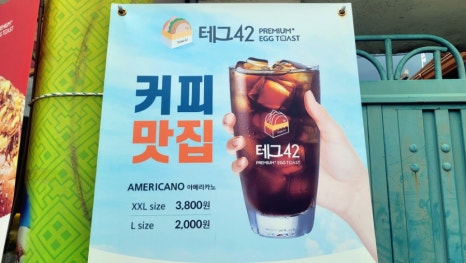 테그42 PREMIUM+
EGG TOAST
커피
맛집
테그42
PREMIUM+ EGG TOAST
AMERICANO 아메리카노
XXL size 3,800원
L size 2,000원